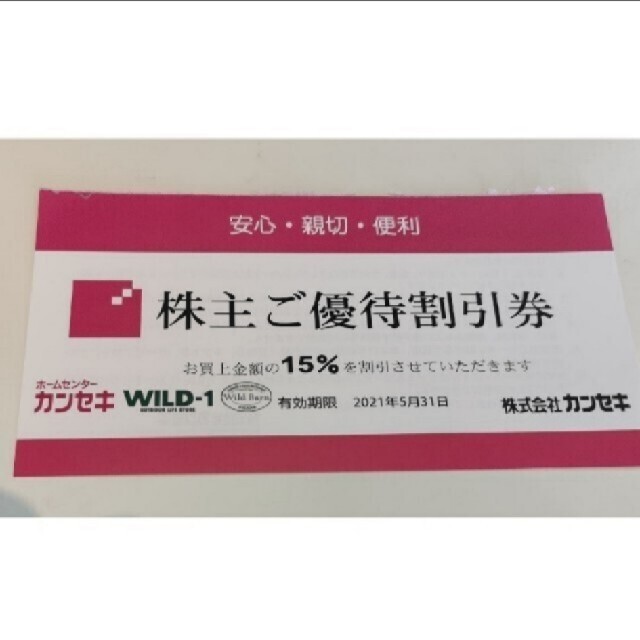 安心・親切・便利
株主ご優待割引券
お買上金額の15%を割引させていただきます
ホームセンター
カンセキ WILD-1 Wild Barn 有効期限 2021年5月31日 株式会社カンセキ
OUTDOOR LIFE STORE